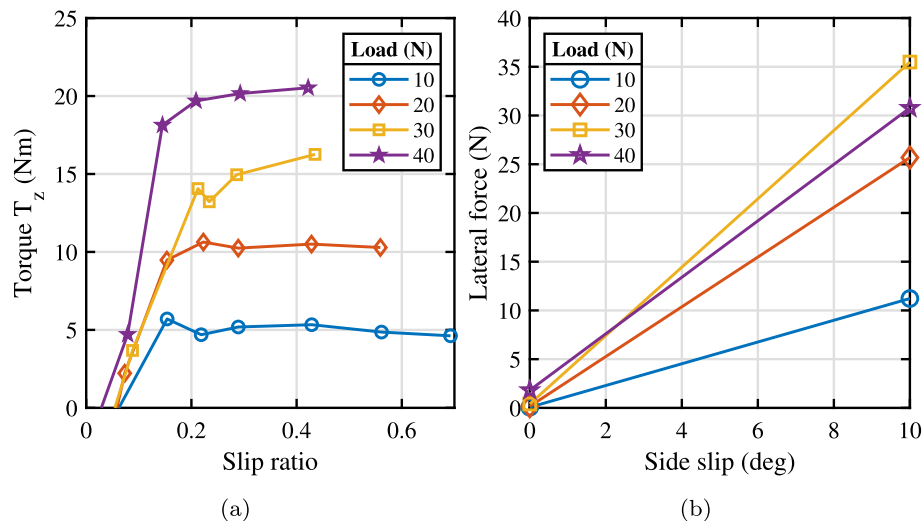 25
20
15
10
5
0
0 0.2 0.4 0.6
Torque T_z (Nm)
Slip ratio
Load (N)
10
20
30
40
(a)
40
35
30
25
20
15
10
5
0
0 2 4 6 8 10
Lateral force (N)
Side slip (deg)
Load (N)
10
20
30
40
(b)